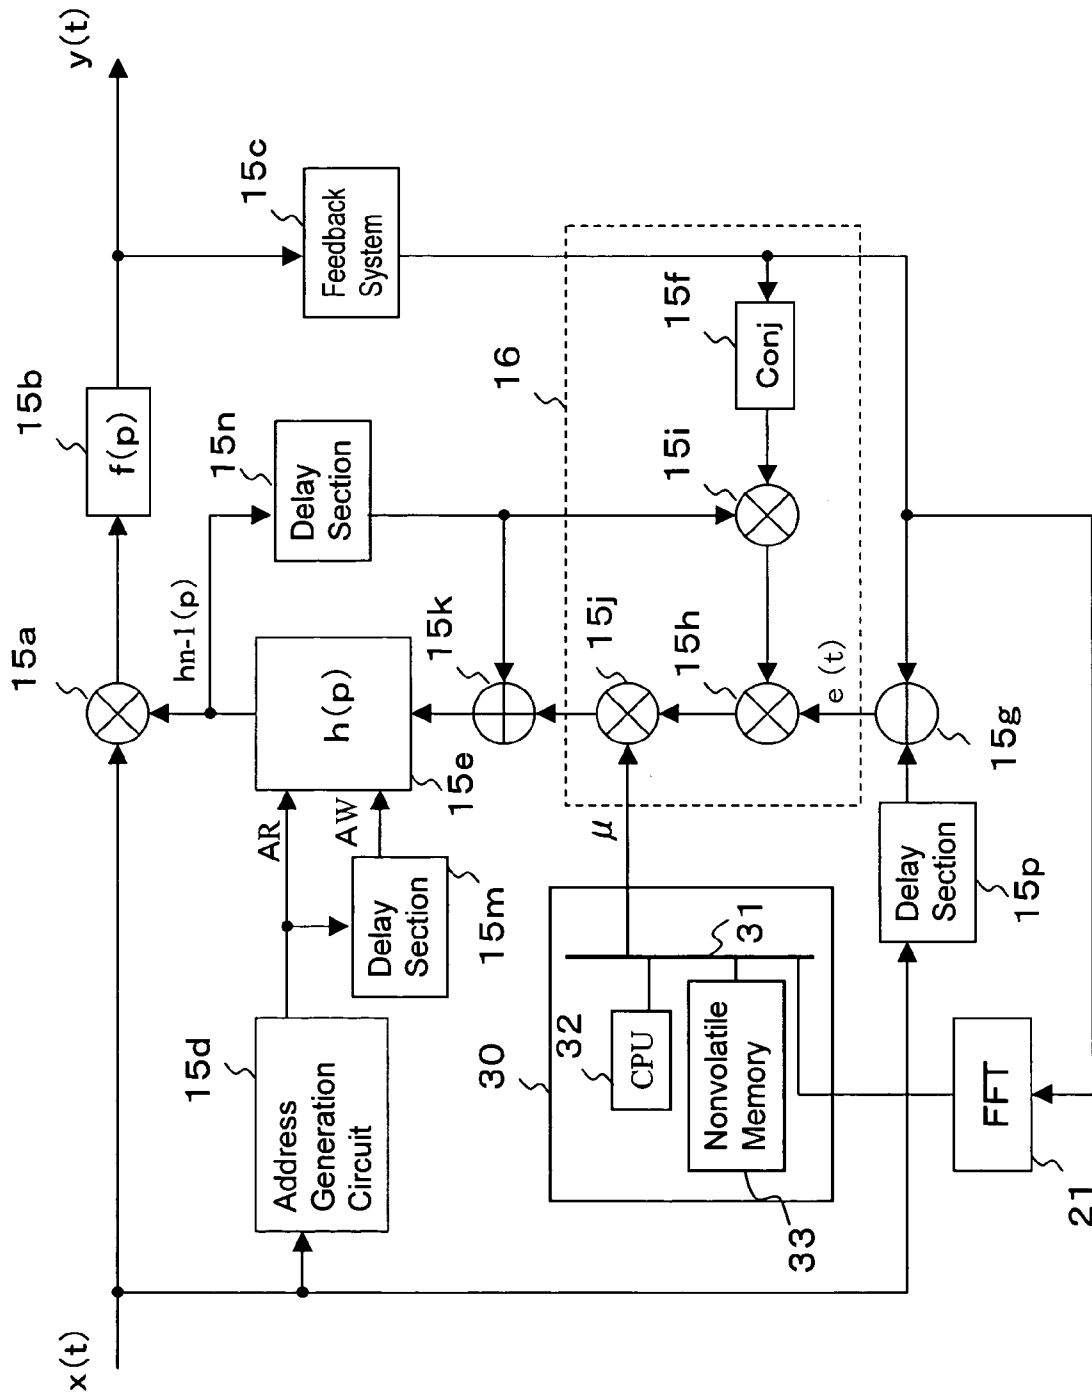 x(t)
y(t)
15a
15b
f(p)
hn-1(p)
15n
Delay
Section
15c
Feedback
System
15d
Address
Generation
Circuit
AR
AW
Delay
Section
15m
h(p)
15e
15k
16
15f
Conj
15i
15j
15h
μ
e (t)
15g
30
31
32
CPU
Nonvolatile
Memory
33
Delay
Section
15p
FFT
21